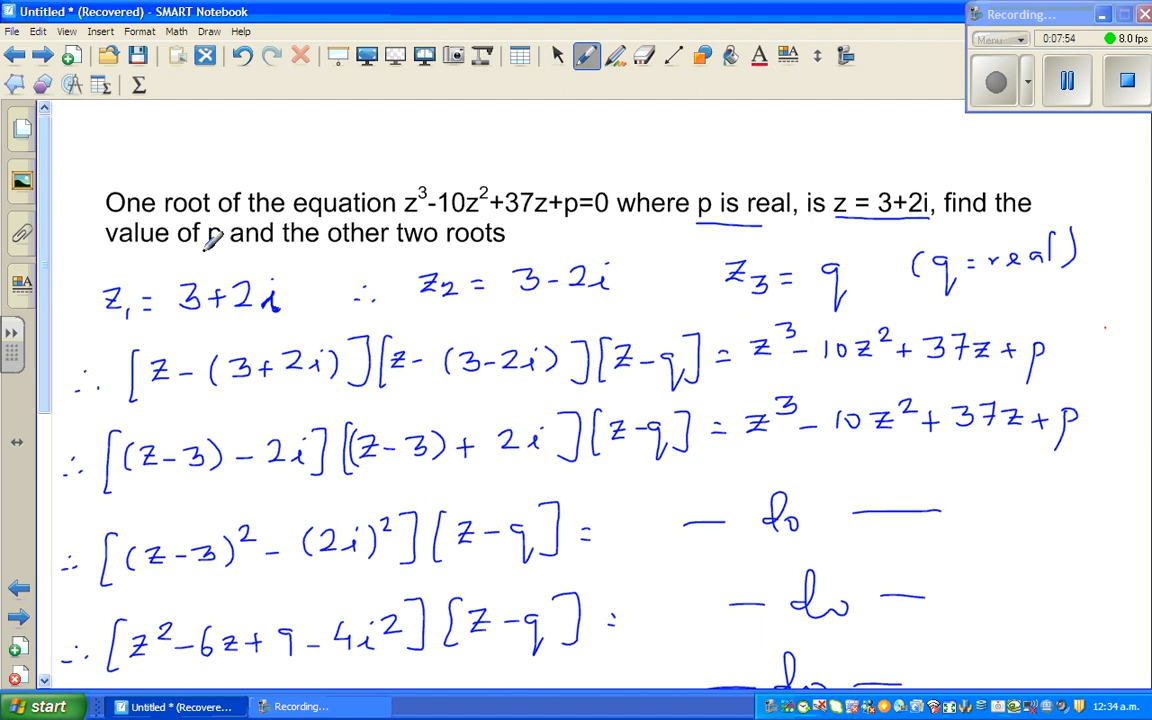 Untitled * (Recovered) - SMART Notebook
File Edit View Insert Format Math Draw Help
Recording...
Menu 0:07:54 8.0 fps
One root of the equation z³-10z²+37z+p=0 where p is real, is z = 3+2i, find the
value of p and the other two roots
z₁ = 3+2i ∴ z₂ = 3-2i z₃ = q (q = real)
∴ [z-(3+2i)][z-(3-2i)][z-q] = z³-10z²+37z+p
∴ [(z-3)-2i][(z-3)+2i][z-q] = z³-10z²+37z+p
∴ [(z-3)²-(2i)²][z-q] = — do —
∴ [z²-6z+9-4i²][z-q] = — do —
— do —
start Untitled * (Recovere... Recording... 12:34 a.m.